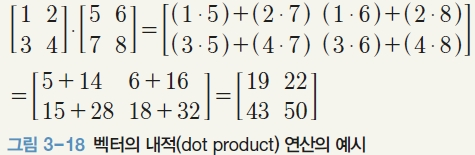 [1 2] [5 6] [(1·5)+(2·7) (1·6)+(2·8)]
[3 4]·[7 8]=[(3·5)+(4·7) (3·6)+(4·8)]
=[5+14 6+16]=[19 22]
[15+28 18+32] [43 50]
그림 3-18 벡터의 내적(dot product) 연산의 예시